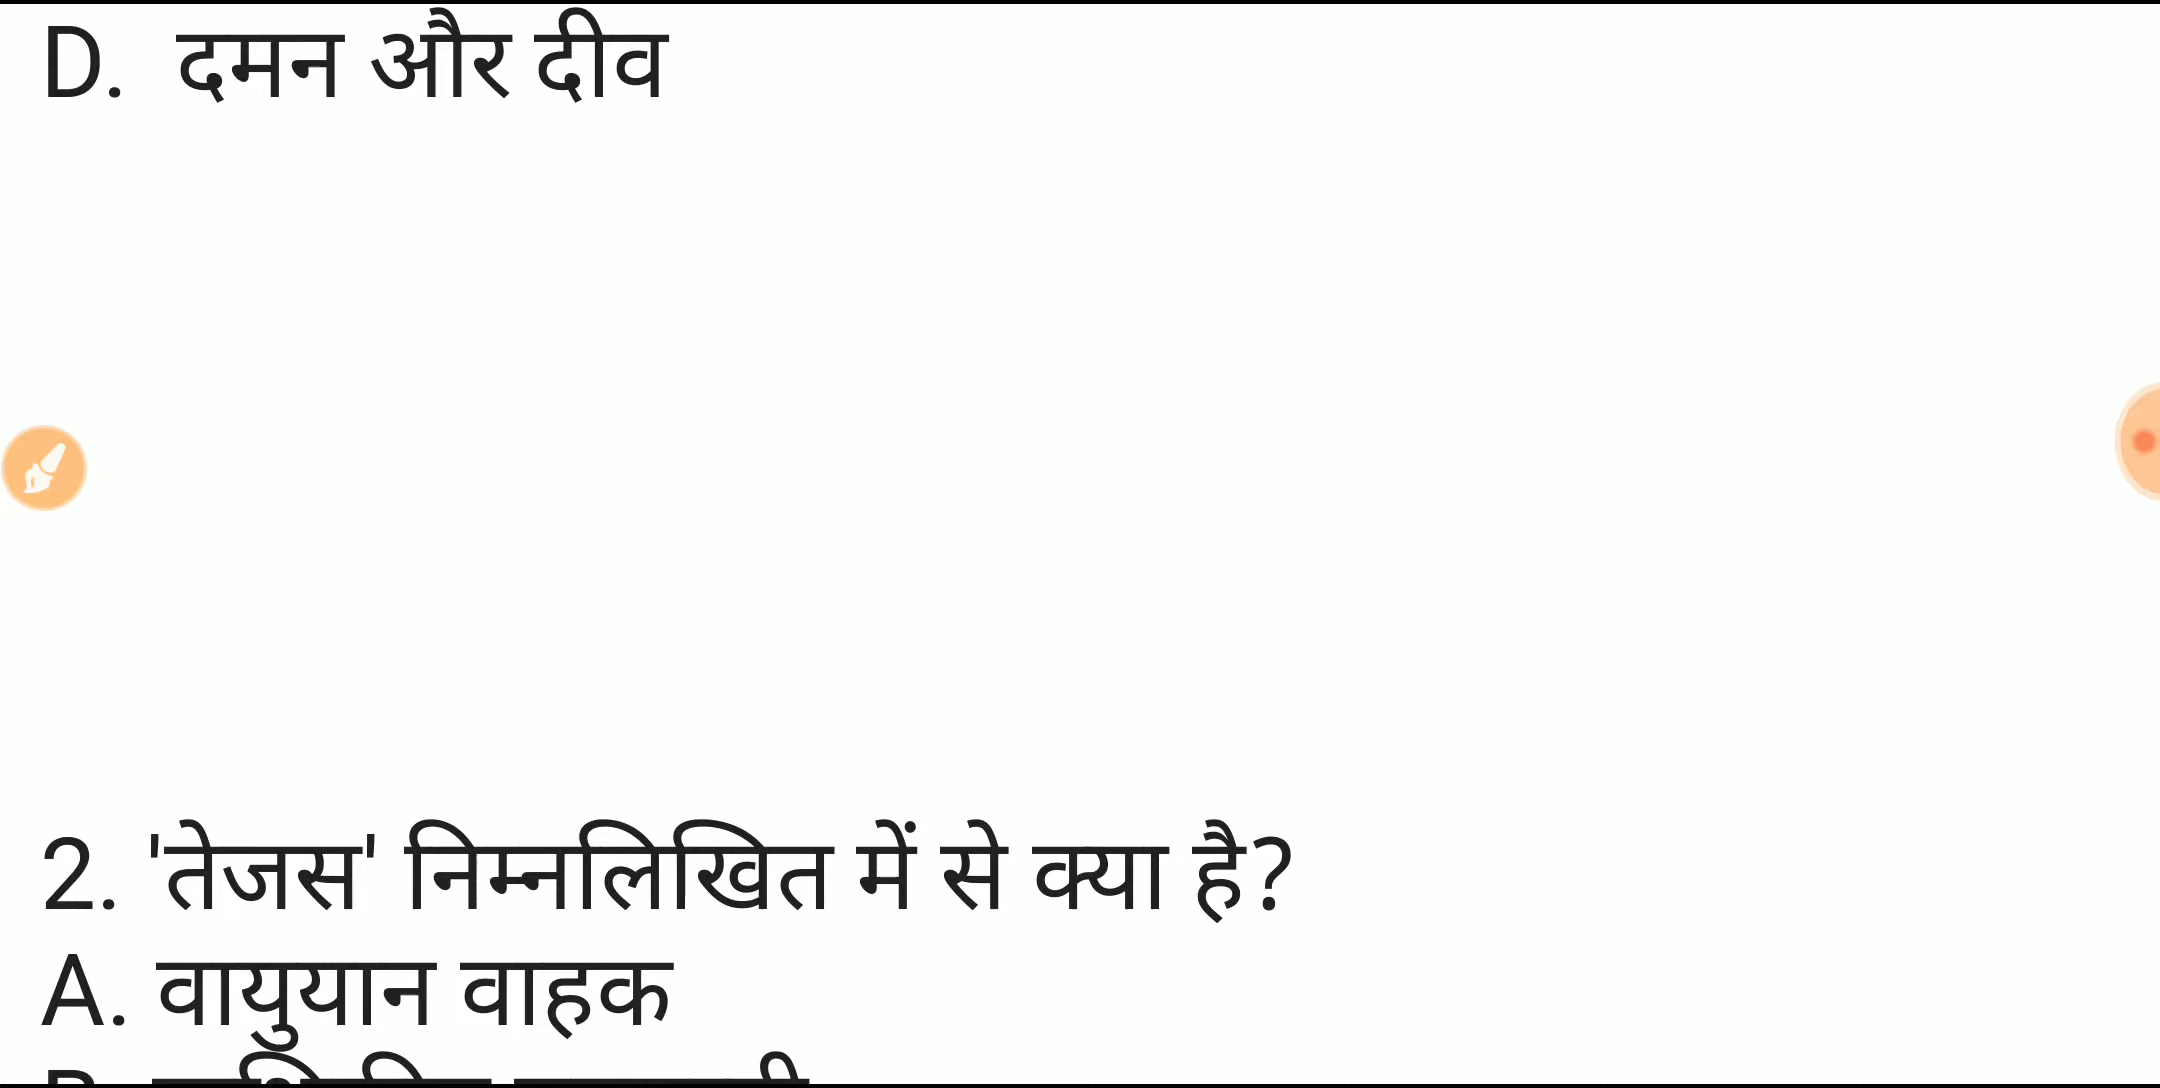 D. दमन और दीव
2. 'तेजस' निम्नलिखित में से क्या है?
A. वायुयान वाहक